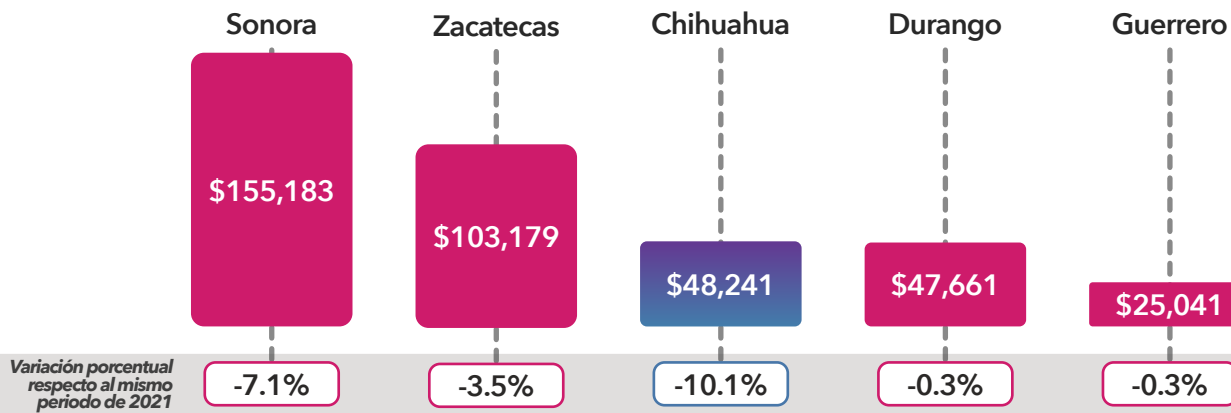 Sonora
Zacatecas
Chihuahua
Durango
Guerrero
$155,183
$103,179
$48,241
$47,661
$25,041
Variación porcentual
respecto al mismo
periodo de 2021
-7.1%
-3.5%
-10.1%
-0.3%
-0.3%